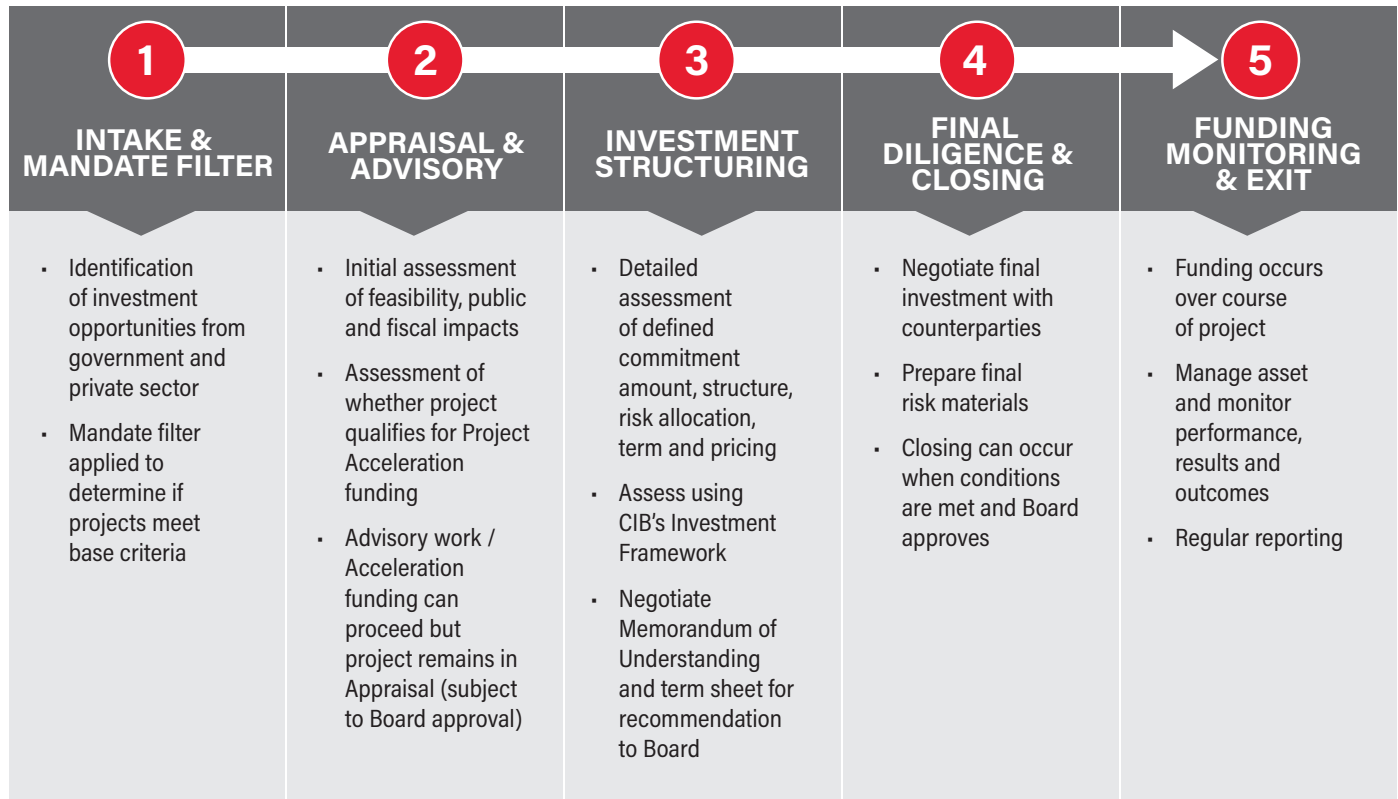 1
INTAKE &
MANDATE FILTER
▪ Identification
of investment
opportunities from
government and
private sector
▪ Mandate filter
applied to
determine if
projects meet
base criteria
2
APPRAISAL &
ADVISORY
▪ Initial assessment
of feasibility, public
and fiscal impacts
▪ Assessment of
whether project
qualifies for Project
Acceleration
funding
▪ Advisory work /
Acceleration
funding can
proceed but
project remains in
Appraisal (subject
to Board approval)
3
INVESTMENT
STRUCTURING
▪ Detailed
assessment
of defined
commitment
amount, structure,
risk allocation,
term and pricing
▪ Assess using
CIB's Investment
Framework
▪ Negotiate
Memorandum of
Understanding
and term sheet for
recommendation
to Board
4
FINAL
DILIGENCE &
CLOSING
▪ Negotiate final
investment with
counterparties
▪ Prepare final
risk materials
▪ Closing can occur
when conditions
are met and Board
approves
5
FUNDING
MONITORING
& EXIT
▪ Funding occurs
over course
of project
▪ Manage asset
and monitor
performance,
results and
outcomes
▪ Regular reporting